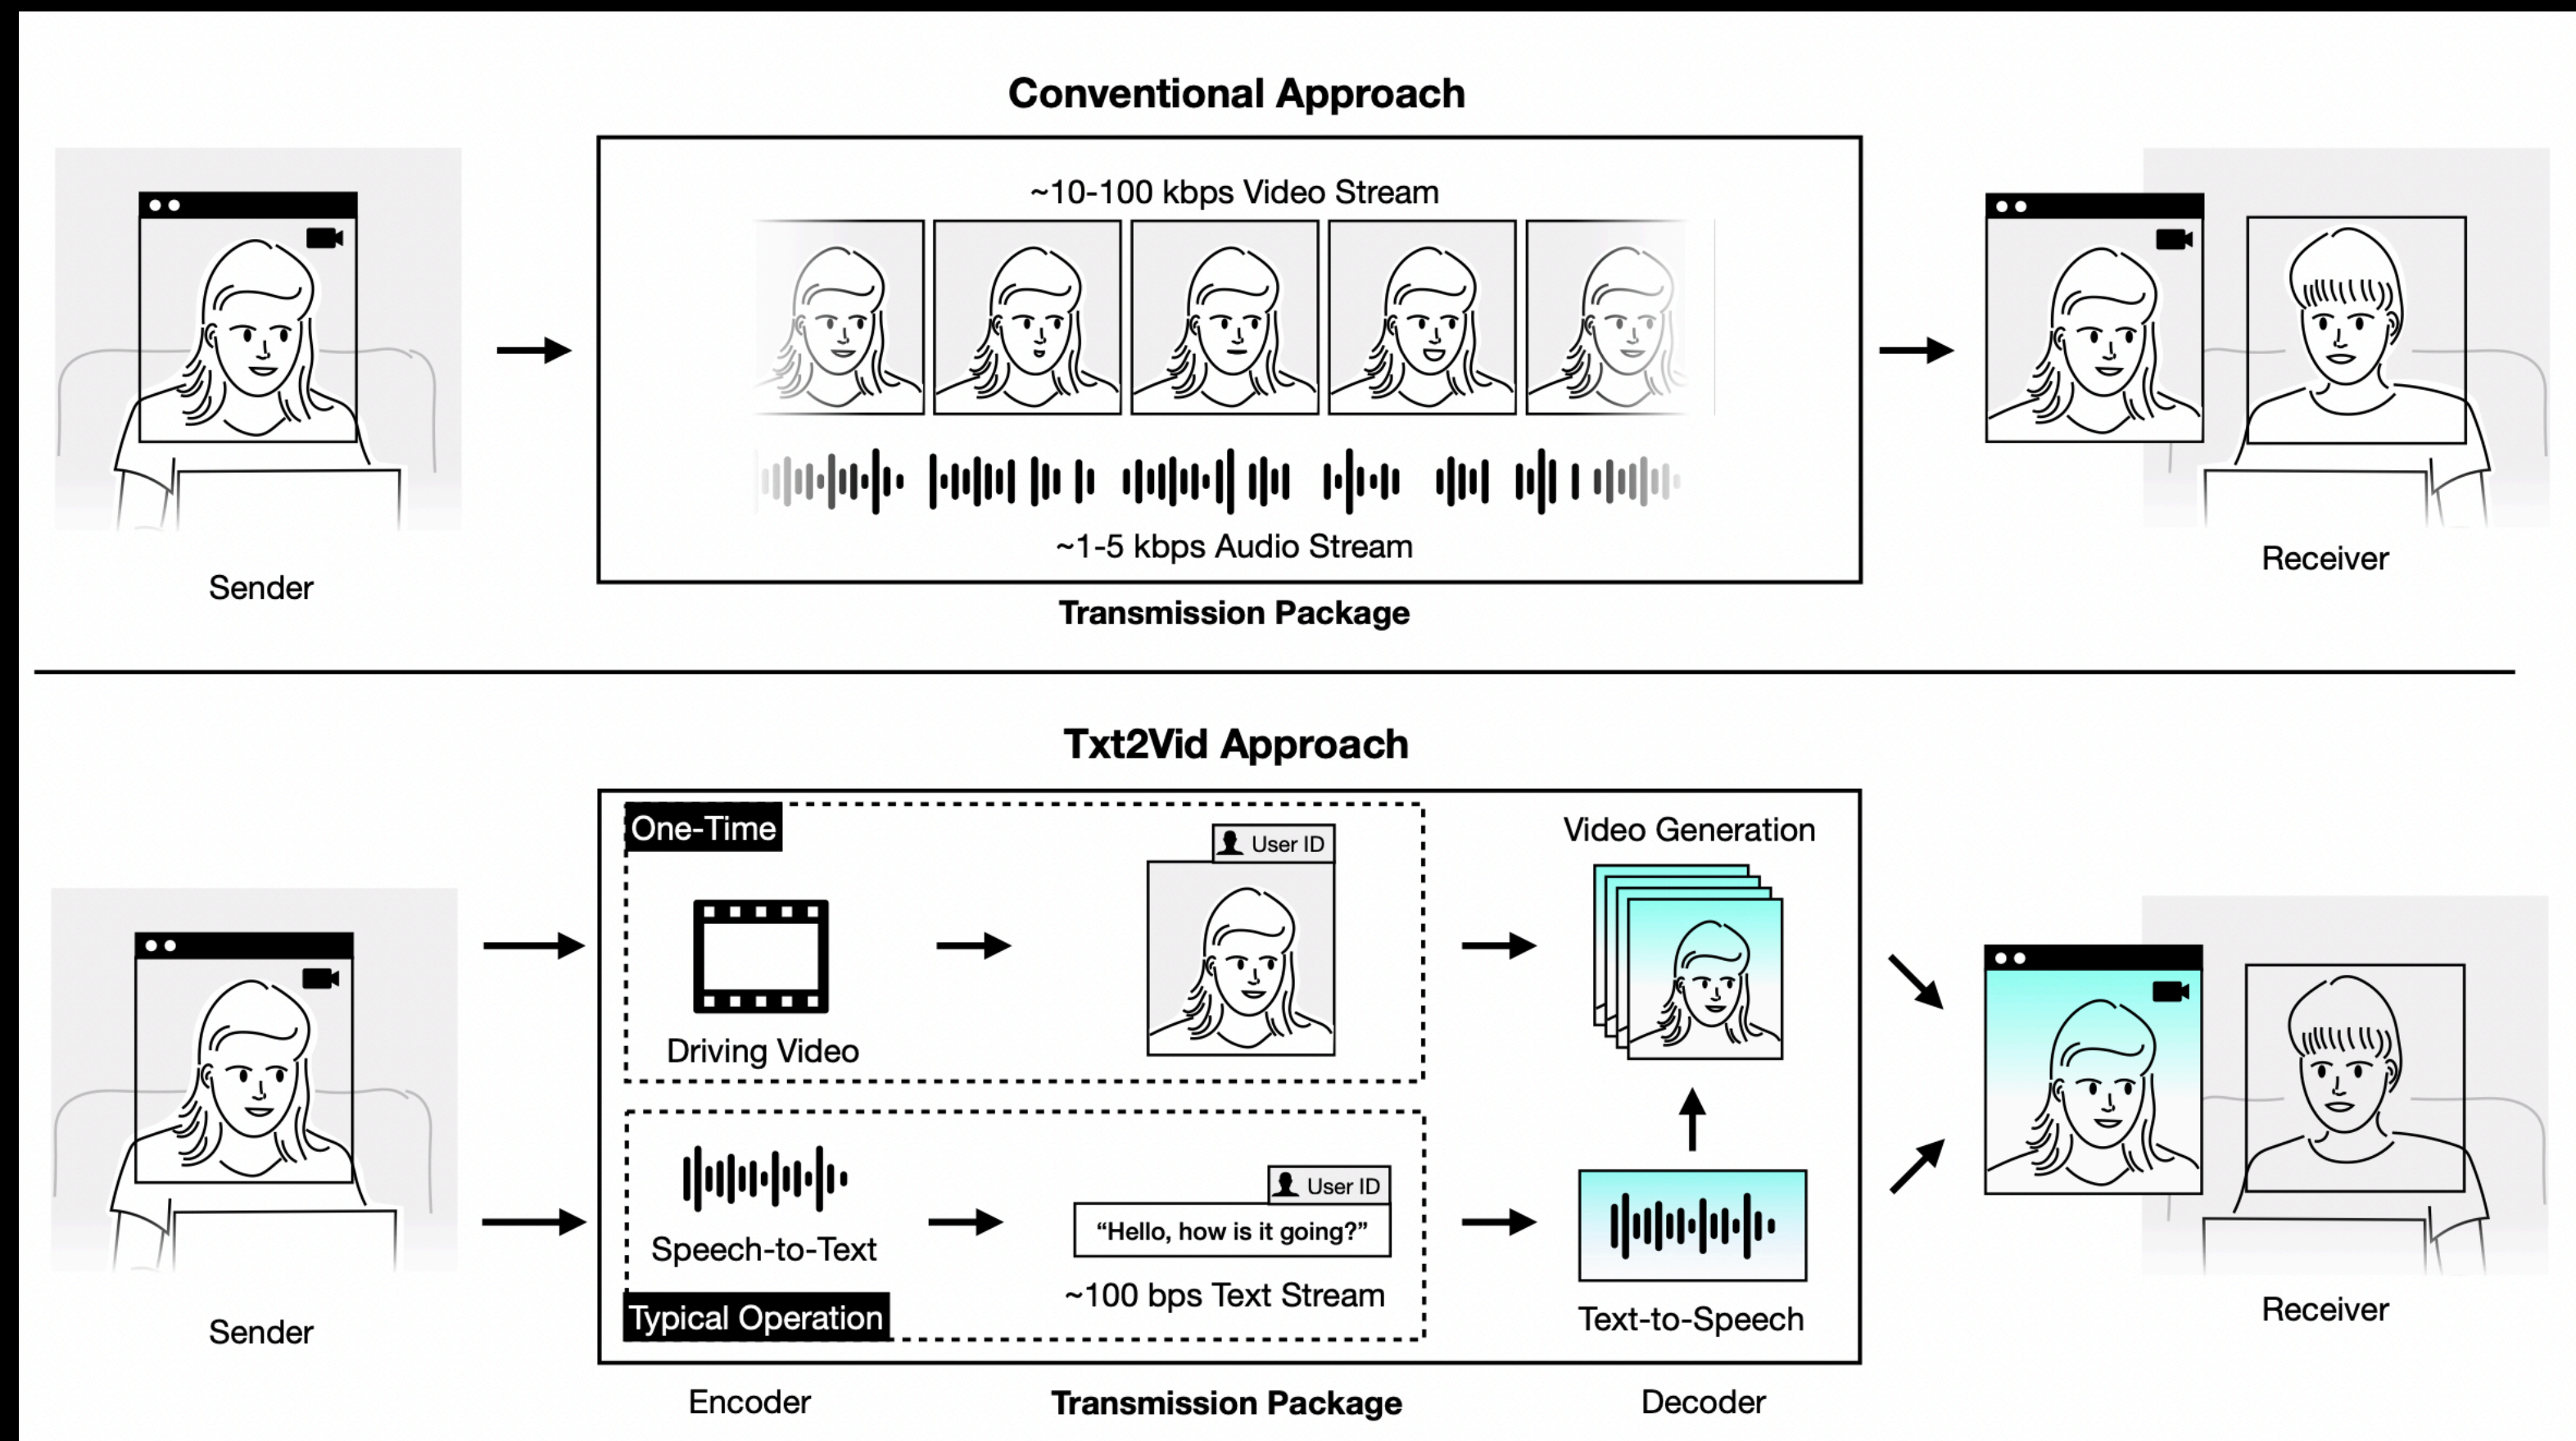 Conventional Approach
~10-100 kbps Video Stream
~1-5 kbps Audio Stream
Sender
Receiver
Transmission Package
Txt2Vid Approach
One-Time
User ID
Video Generation
Driving Video
User ID
"Hello, how is it going?"
Speech-to-Text
~100 bps Text Stream
Typical Operation
Text-to-Speech
Sender
Receiver
Encoder
Transmission Package
Decoder